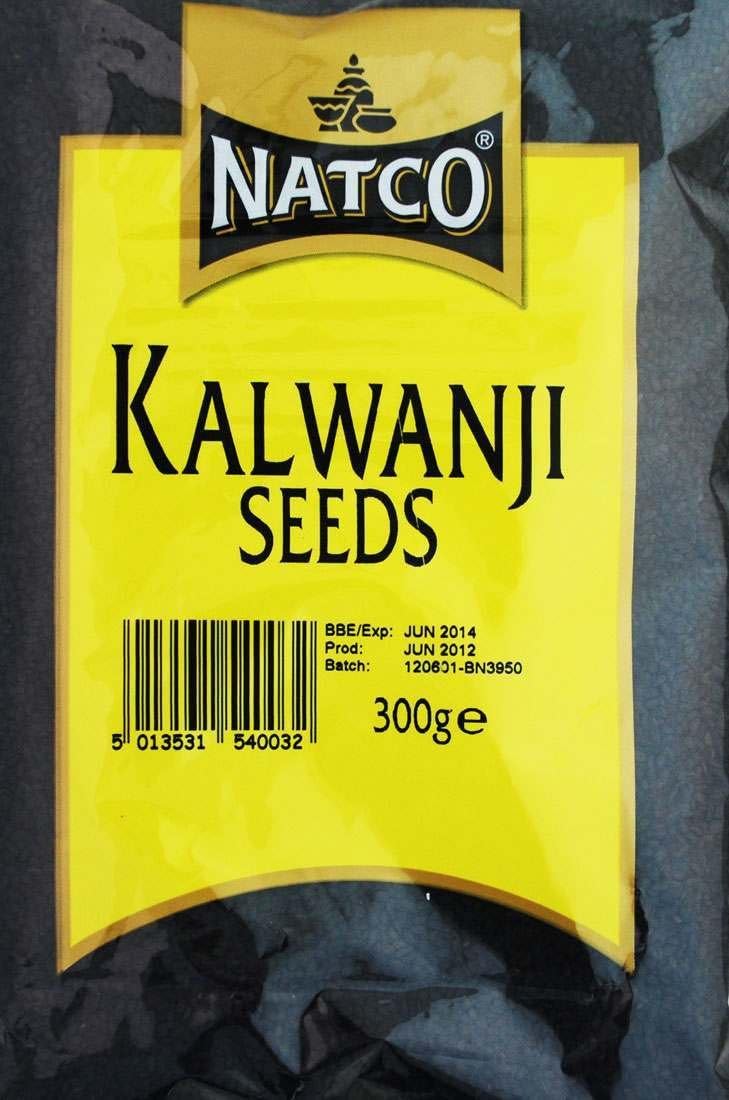 NATCO®
KALWANJI
SEEDS
BBE/Exp: JUN 2014
Prod: JUN 2012
Batch: 120601-BN3950
300g℮
5 013531 540032